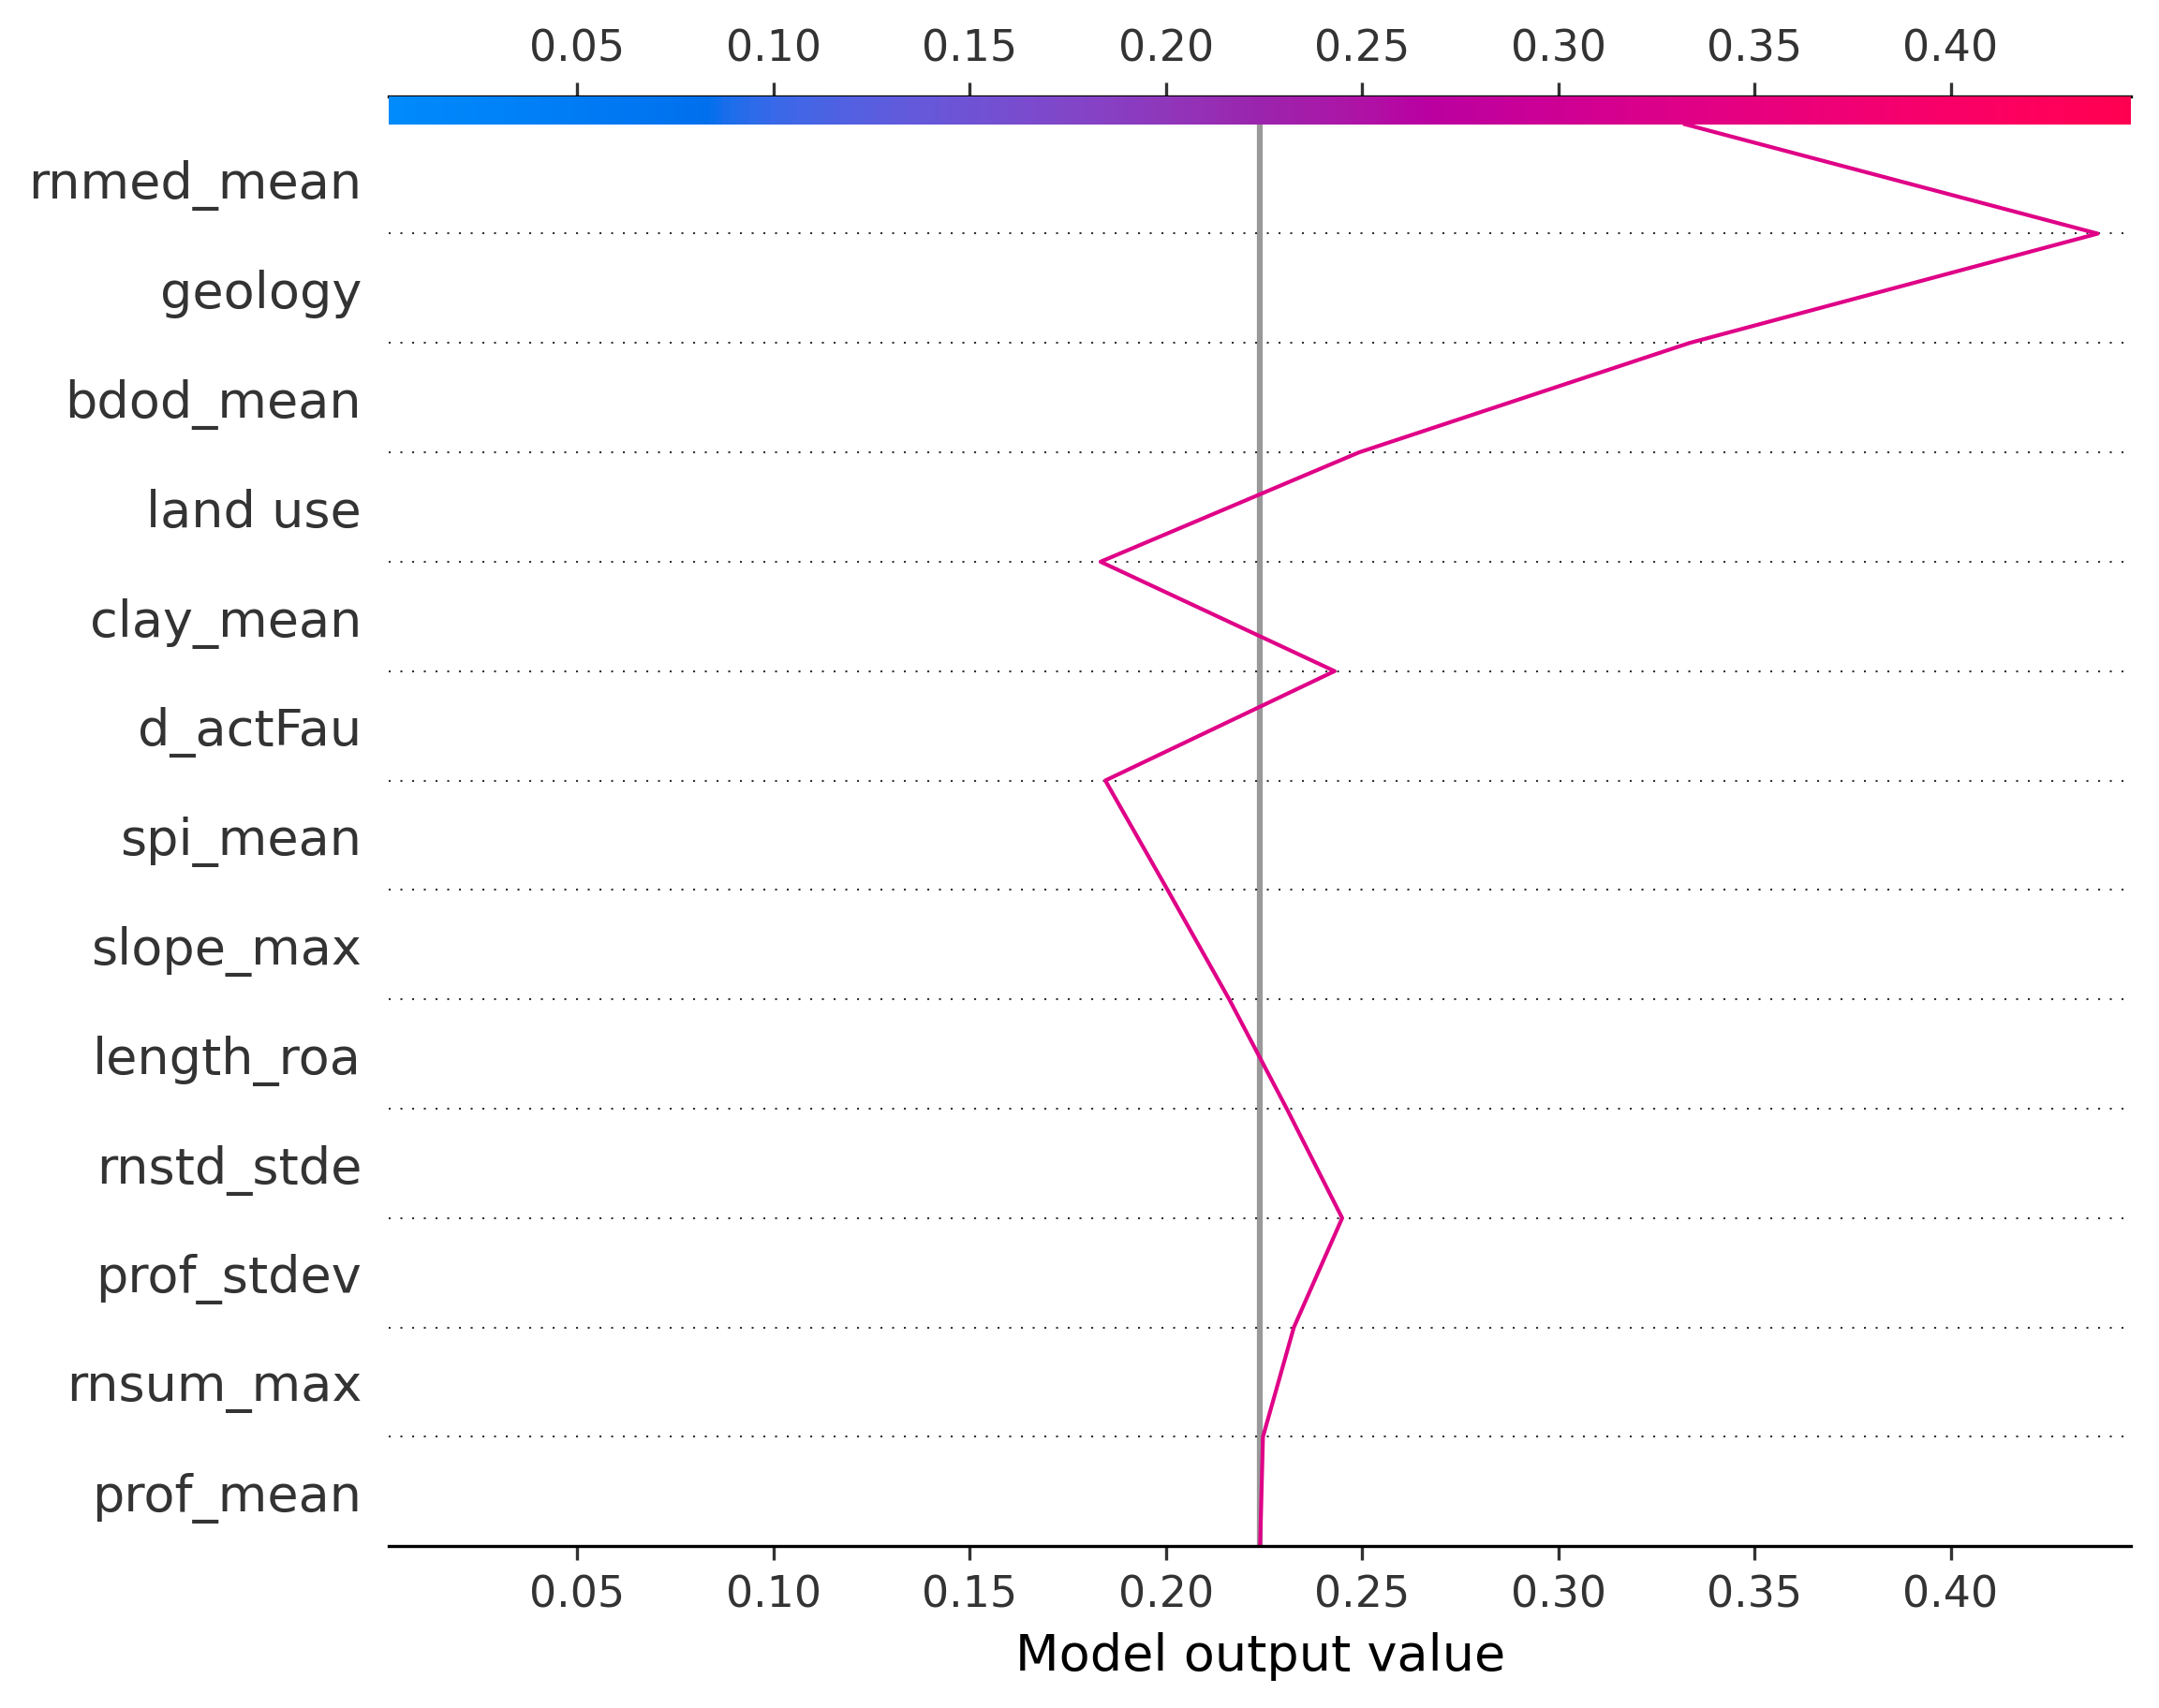 0.05 0.10 0.15 0.20 0.25 0.30 0.35 0.40
rnmed_mean
geology
bdod_mean
land use
clay_mean
d_actFau
spi_mean
slope_max
length_roa
rnstd_stde
prof_stdev
rnsum_max
prof_mean
0.05 0.10 0.15 0.20 0.25 0.30 0.35 0.40
Model output value